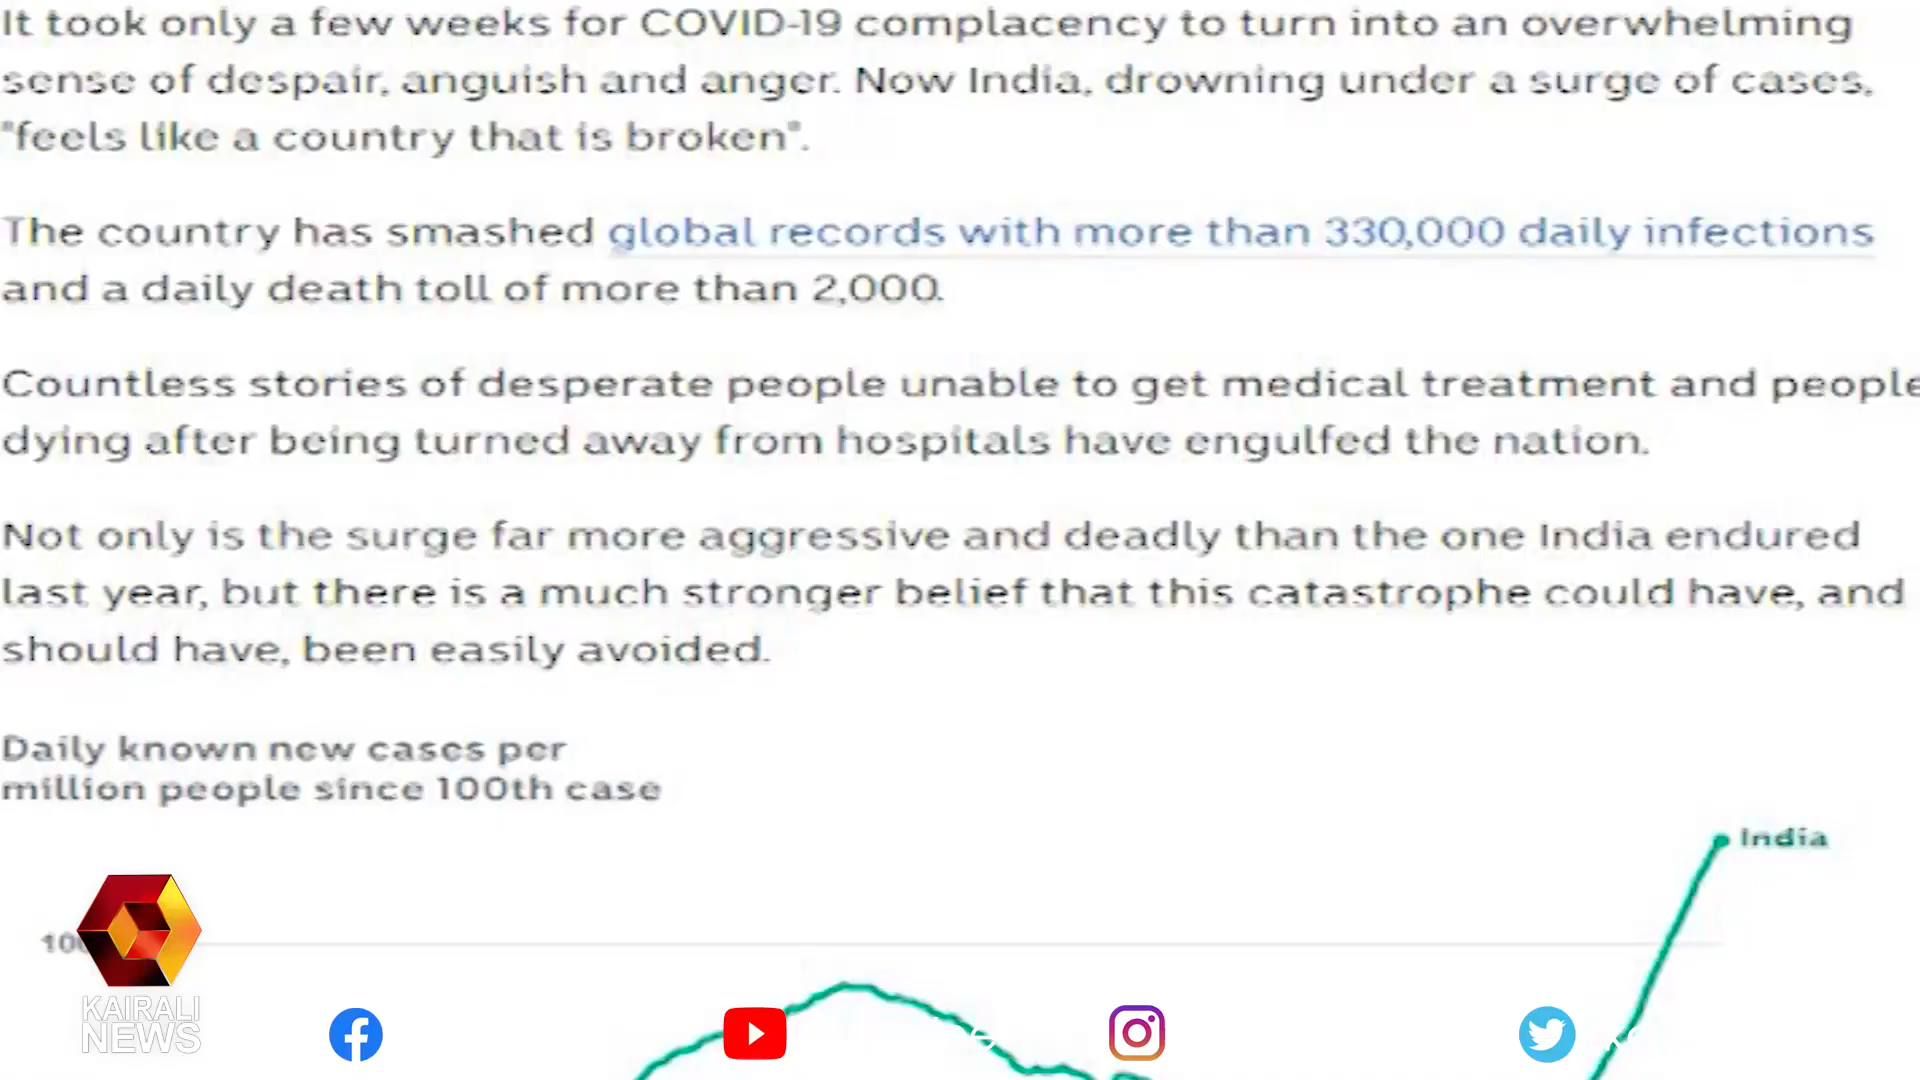 It took only a few weeks for COVID-19 complacency to turn into an overwhelming
sense of despair, anguish and anger. Now India, drowning under a surge of cases,
"feels like a country that is broken".
The country has smashed global records with more than 330,000 daily infections
and a daily death toll of more than 2,000.
Countless stories of desperate people unable to get medical treatment and people
dying after being turned away from hospitals have engulfed the nation.
Not only is the surge far more aggressive and deadly than the one India endured
last year, but there is a much stronger belief that this catastrophe could have, and
should have, been easily avoided.
Daily known new cases per
million people since 100th case
India
KAIRALI
NEWS